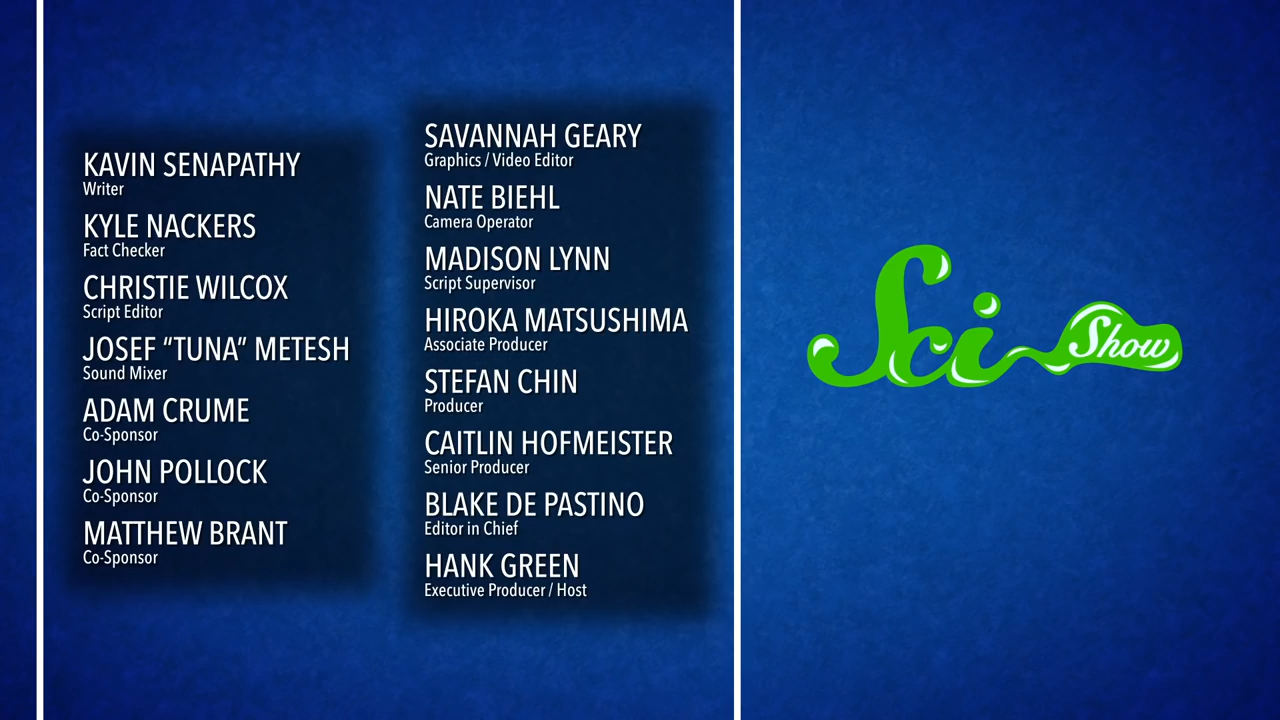 KAVIN SENAPATHY
Writer
KYLE NACKERS
Fact Checker
CHRISTIE WILCOX
Script Editor
JOSEF “TUNA” METESH
Sound Mixer
ADAM CRUME
Co-Sponsor
JOHN POLLOCK
Co-Sponsor
MATTHEW BRANT
Co-Sponsor
SAVANNAH GEARY
Graphics / Video Editor
NATE BIEHL
Camera Operator
MADISON LYNN
Script Supervisor
HIROKA MATSUSHIMA
Associate Producer
STEFAN CHIN
Producer
CAITLIN HOFMEISTER
Senior Producer
BLAKE DE PASTINO
Editor in Chief
HANK GREEN
Executive Producer / Host
Sci Show